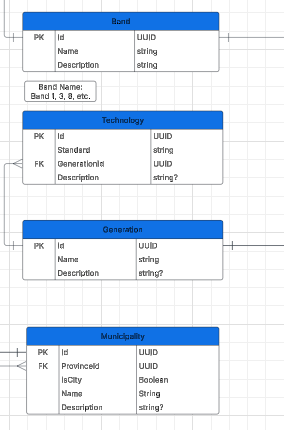 Band
PK Id UUID
Name string
Description string
Band Name:
Band 1, 3, 8, etc.
Technology
PK Id UUID
Standard string
FK GenerationId UUID
Description string?
Generation
PK Id UUID
Name string
Description string?
Municipality
PK Id UUID
FK ProvinceId UUID
IsCity Boolean
Name String
Description string?